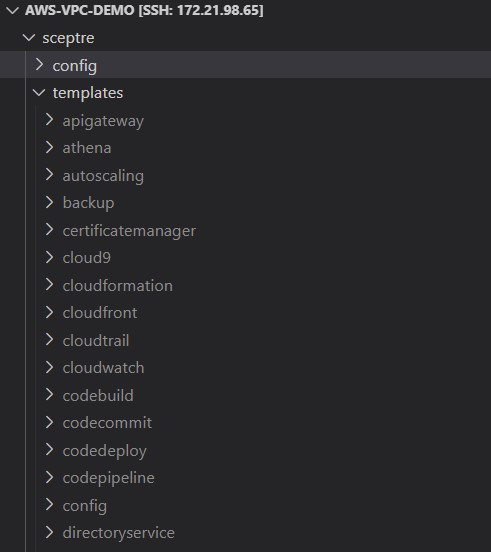 AWS-VPC-DEMO [SSH: 172.21.98.65]
sceptre
config
templates
apigateway
athena
autoscaling
backup
certificatemanager
cloud9
cloudformation
cloudfront
cloudtrail
cloudwatch
codebuild
codecommit
codedeploy
codepipeline
config
directoryservice